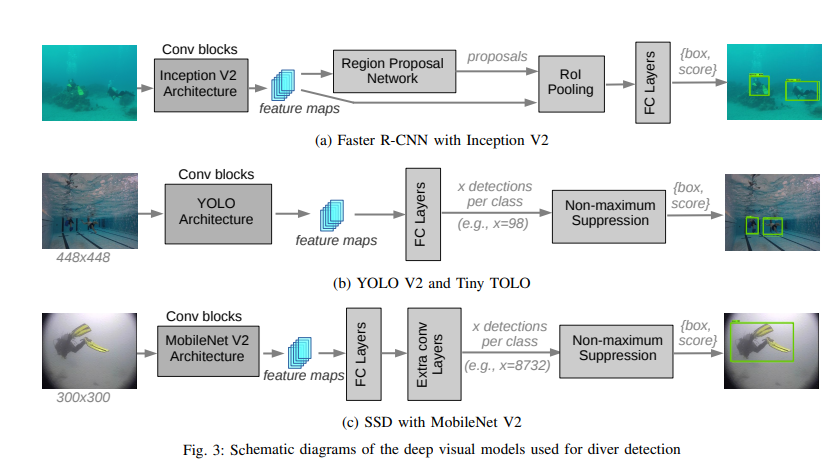 Conv blocks
Inception V2
Architecture
feature maps
Region Proposal
Network
proposals
RoI
Pooling
FC Layers
{box,
score}
(a) Faster R-CNN with Inception V2
Conv blocks
YOLO
Architecture
448x448
feature maps
FC Layers
x detections
per class
(e.g., x=98)
Non-maximum
Suppression
{box,
score}
(b) YOLO V2 and Tiny TOLO
Conv blocks
MobileNet V2
Architecture
300x300
feature maps
FC Layers
Extra conv
Layers
x detections
per class
(e.g., x=8732)
Non-maximum
Suppression
{box,
score}
(c) SSD with MobileNet V2
Fig. 3: Schematic diagrams of the deep visual models used for diver detection